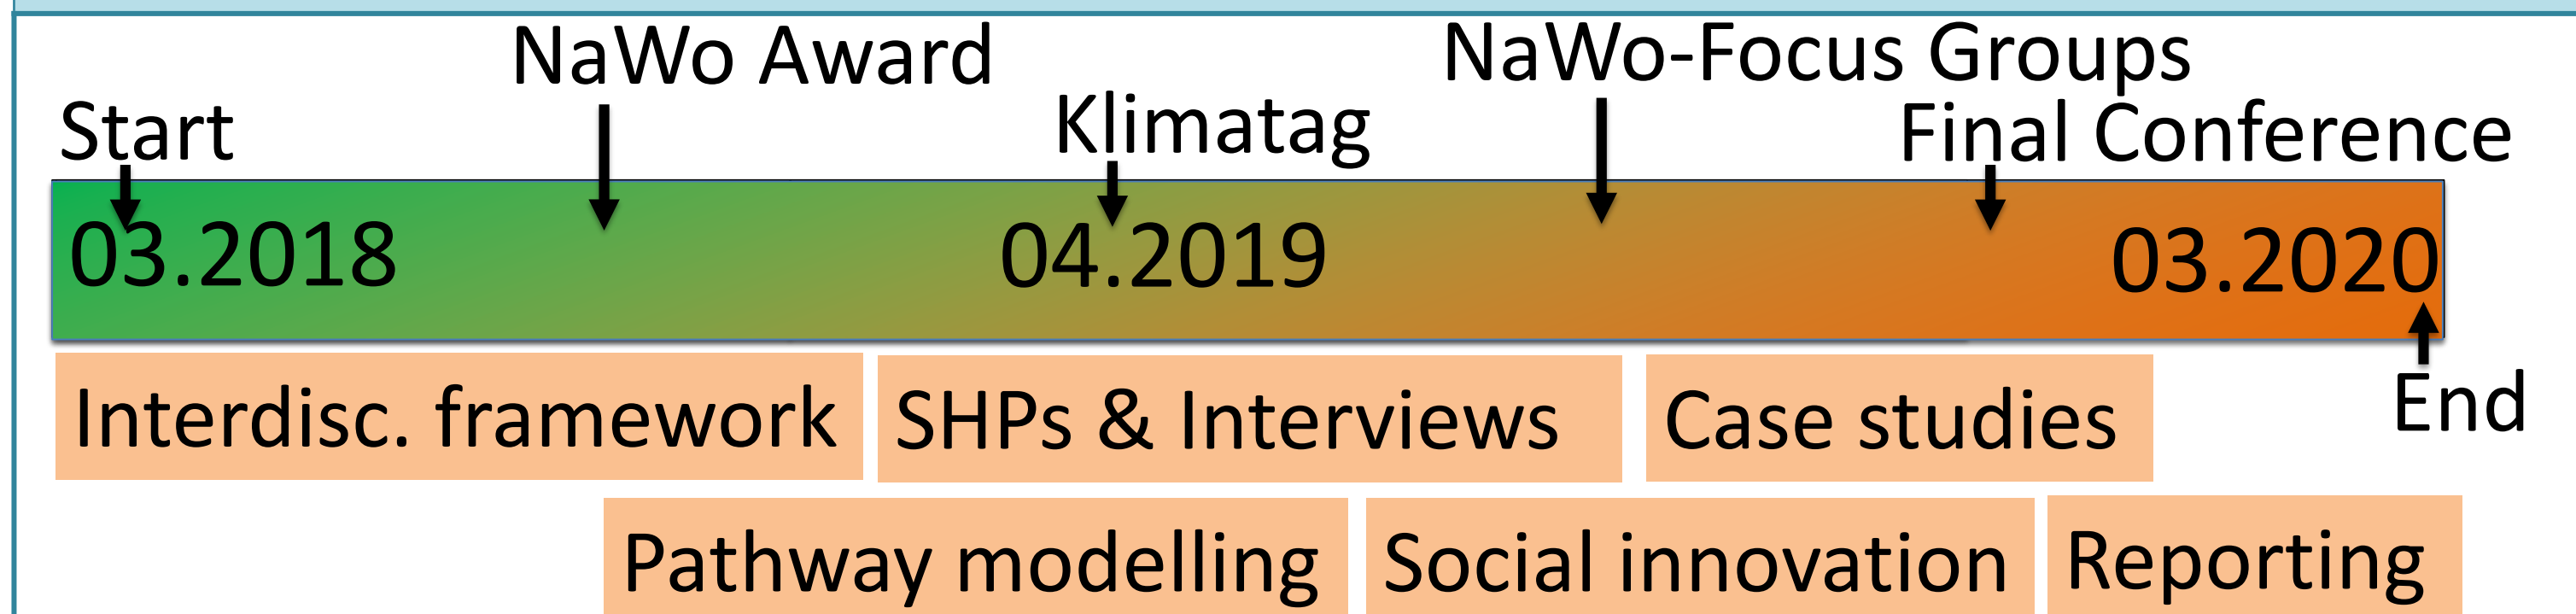 NaWo Award
NaWo-Focus Groups
Start
Klimatag
Final Conference
03.2018
04.2019
03.2020
End
Interdisc. framework
SHPs & Interviews
Case studies
Pathway modelling
Social innovation
Reporting